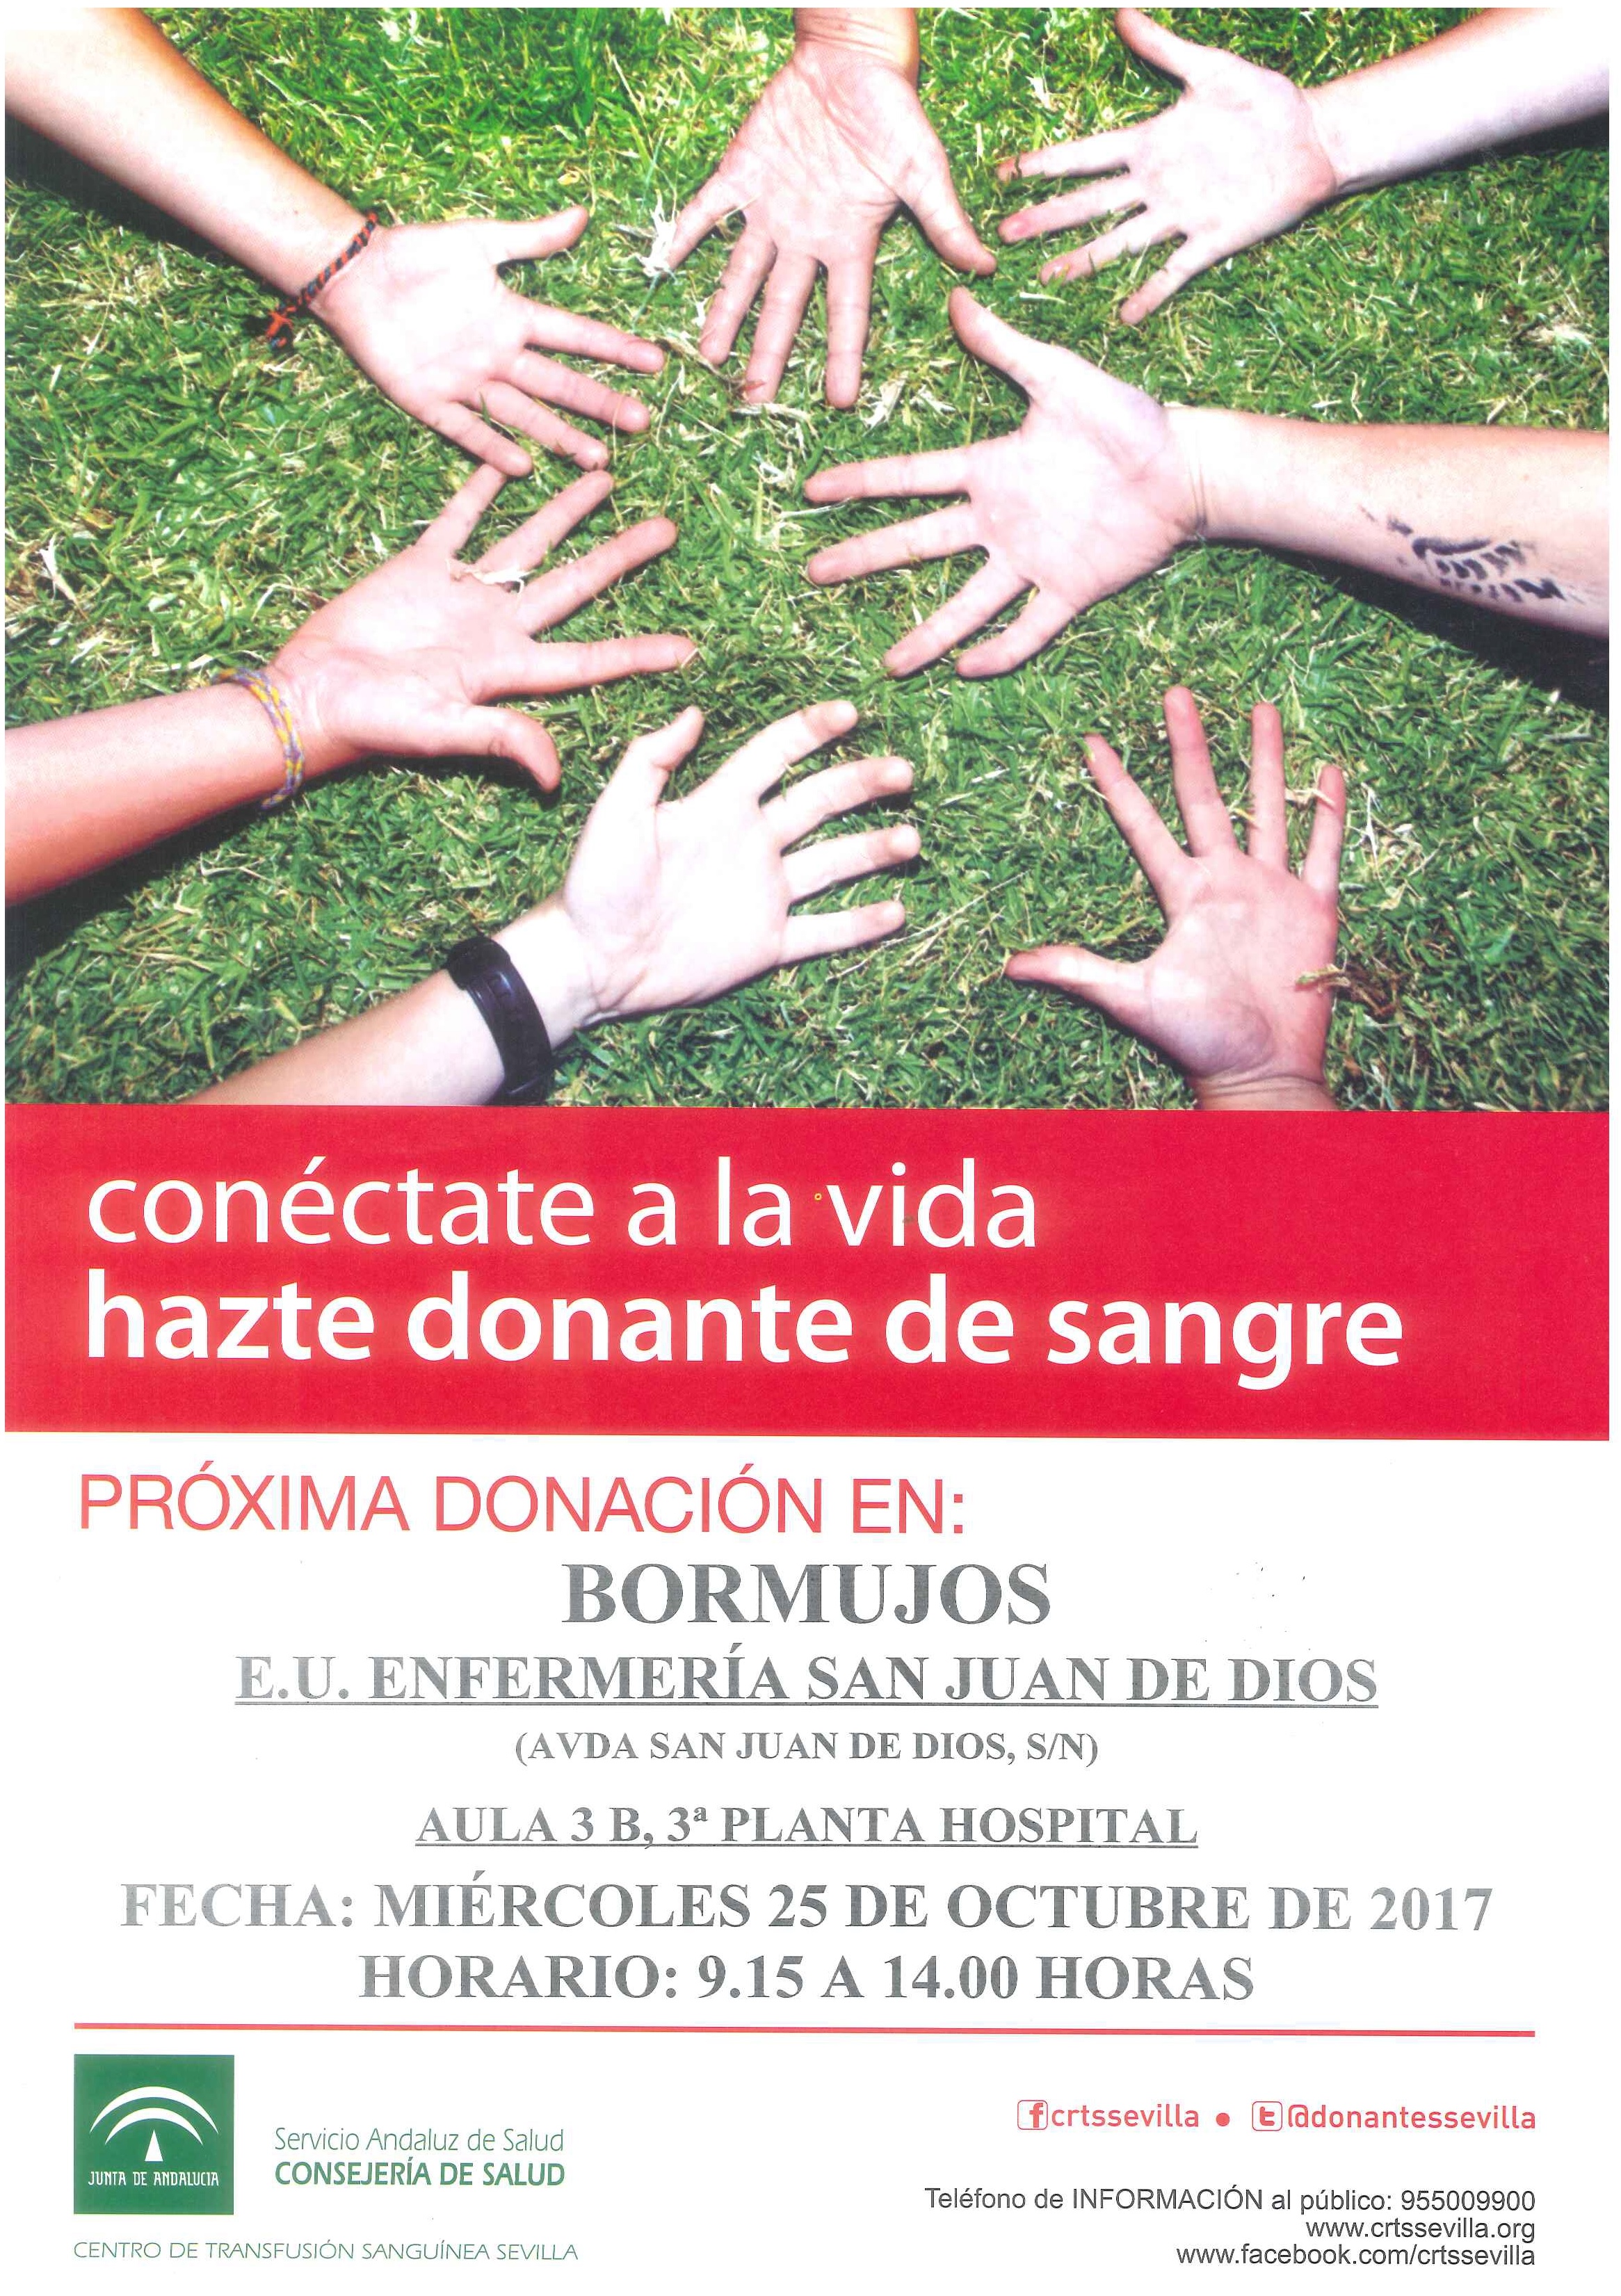 conéctate a la vida
hazte donante de sangre
PRÓXIMA DONACIÓN EN:
BORMUJOS
E.U. ENFERMERÍA SAN JUAN DE DIOS
(AVDA SAN JUAN DE DIOS, S/N)
AULA 3 B, 3ª PLANTA HOSPITAL
FECHA: MIÉRCOLES 25 DE OCTUBRE DE 2017
HORARIO: 9.15 A 14.00 HORAS
JUNTA DE ANDALUCIA
Servicio Andaluz de Salud
CONSEJERÍA DE SALUD
CENTRO DE TRANSFUSIÓN SANGUÍNEA SEVILLA
f crtssevilla • t @donantessevilla
Teléfono de INFORMACIÓN al público: 955009900
www.crtssevilla.org
www.facebook.com/crtssevilla